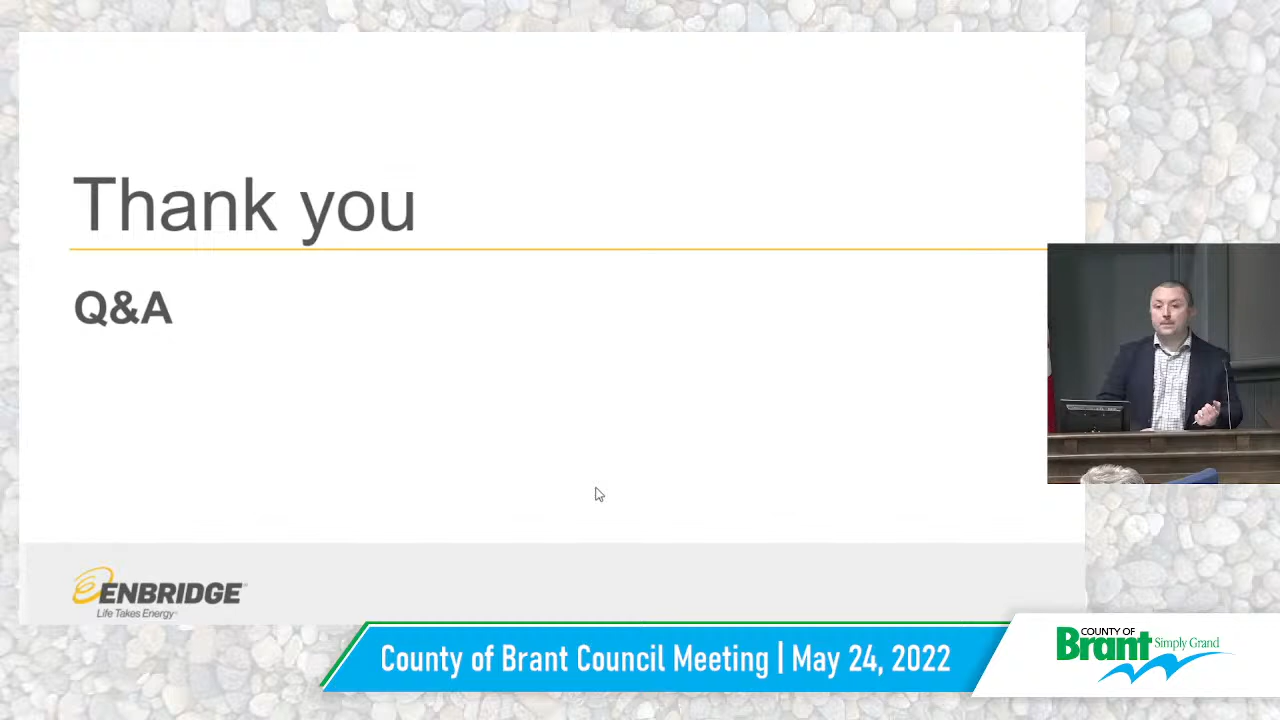 Thank you
Q&A
ENBRIDGE
Life Takes Energy
County of Brant Council Meeting | May 24, 2022
COUNTY OF
Brant Simply Grand